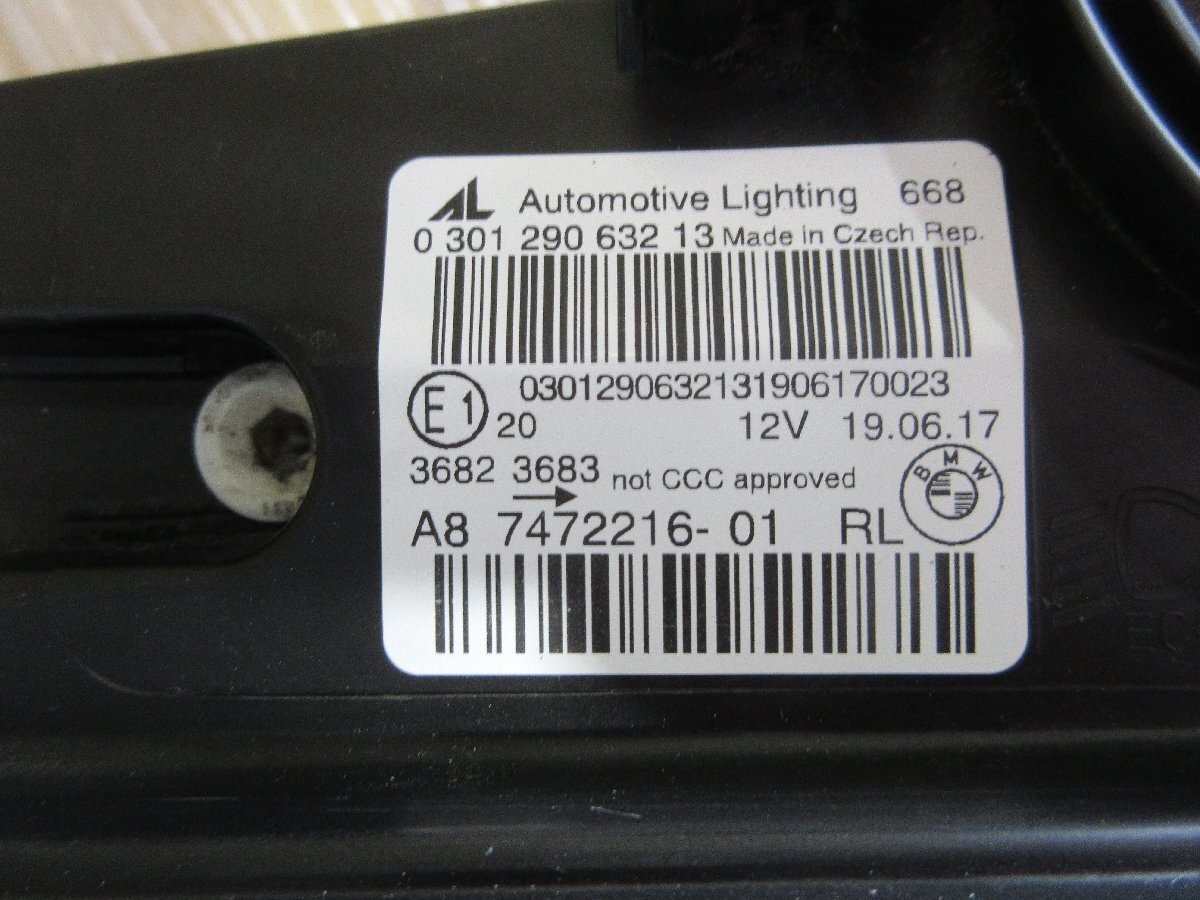 AL Automotive Lighting 668
0 301 290 632 13 Made in Czech Rep.
0301290632131906170023
E1 20 12V 19.06.17
3682 3683 not CCC approved
BMW
A8 7472216- 01 RL